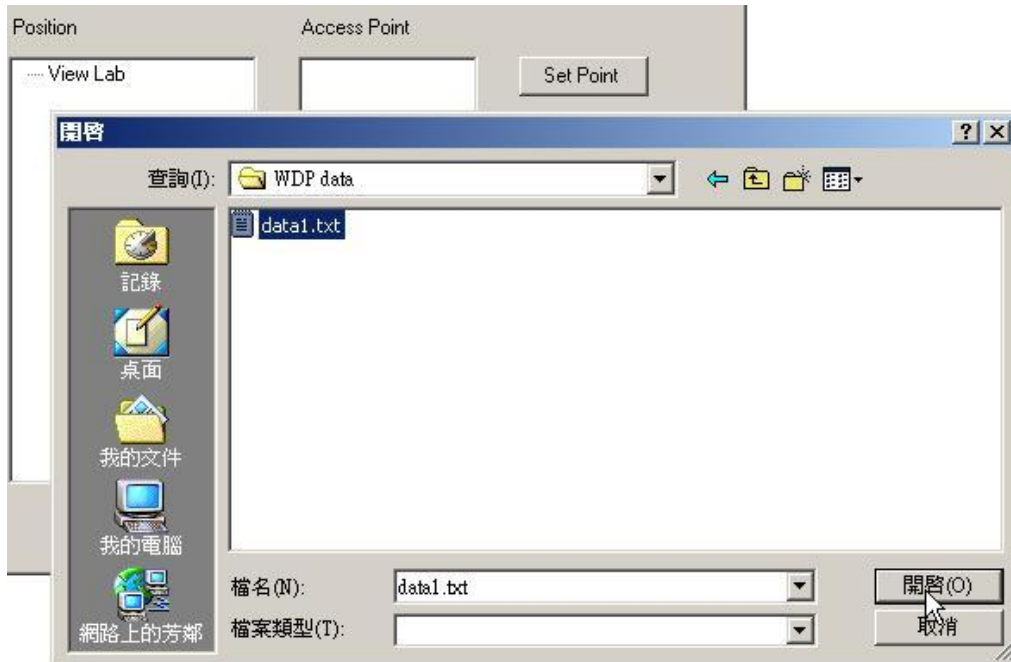 Position Access Point
View Lab
Set Point
開啓
查詢(I): WDP data
data1.txt
記錄
桌面
我的文件
我的電腦
網路上的芳鄰
檔名(N): data1.txt
開啓(O)
檔案類型(T):
取消